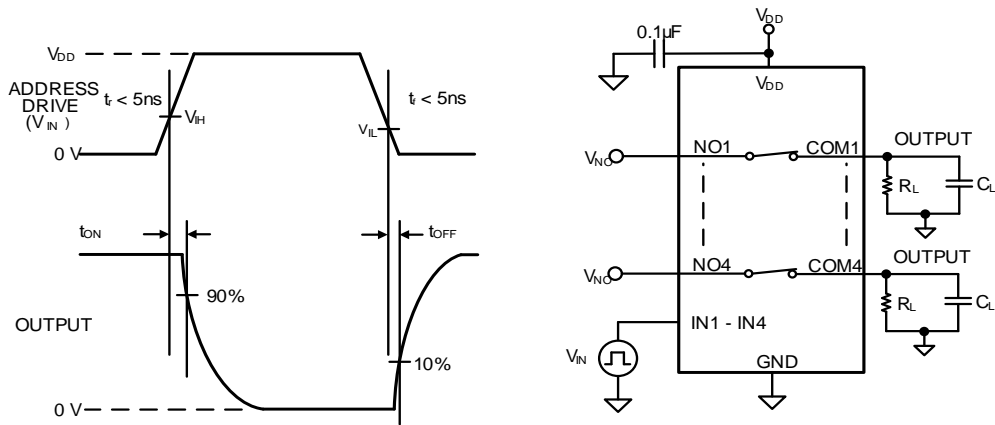 VDD
ADDRESS
DRIVE
(VIN)
tr < 5ns
VIH
VIL
tf < 5ns
0 V
tON
tOFF
90%
OUTPUT
10%
0 V
VDD
0.1µF
VDD
VNO
NO1
COM1
OUTPUT
RL
CL
VNO
NO4
COM4
OUTPUT
RL
CL
IN1 - IN4
VIN
GND